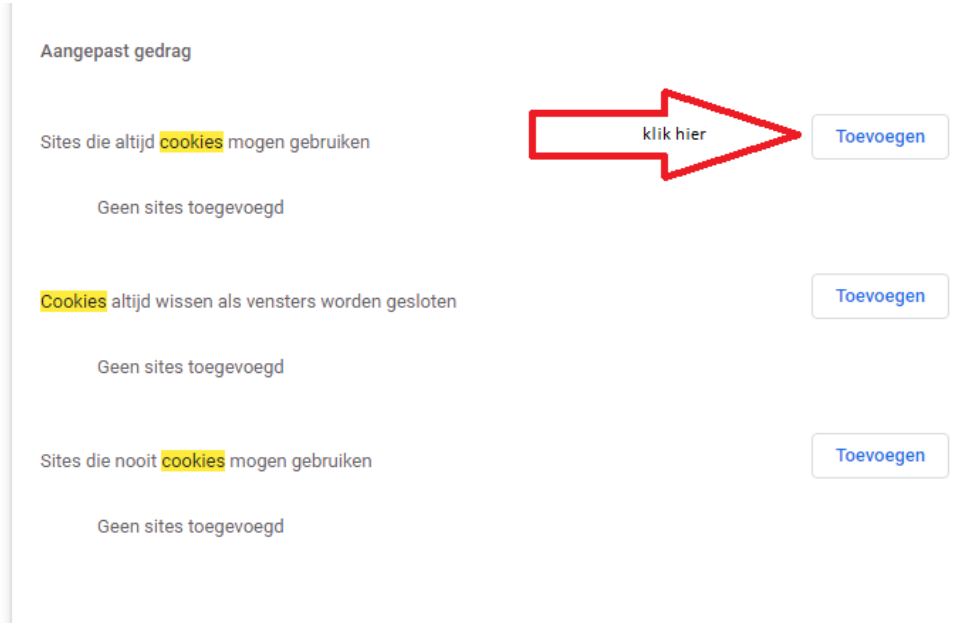 Aangepast gedrag
Sites die altijd cookies mogen gebruiken
klik hier
Toevoegen
Geen sites toegevoegd
Cookies altijd wissen als vensters worden gesloten
Toevoegen
Geen sites toegevoegd
Sites die nooit cookies mogen gebruiken
Toevoegen
Geen sites toegevoegd